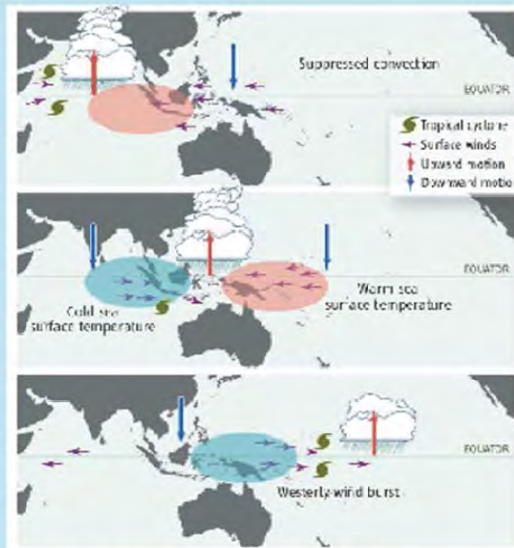 Suppressed convection
EQUATOR
Tropical cyclone
Surface winds
Upward motion
Downward motio
EQUATOR
Cold sea
surface temperature
Warm sea
surface temperature
EQUATOR
Westerly wind burst